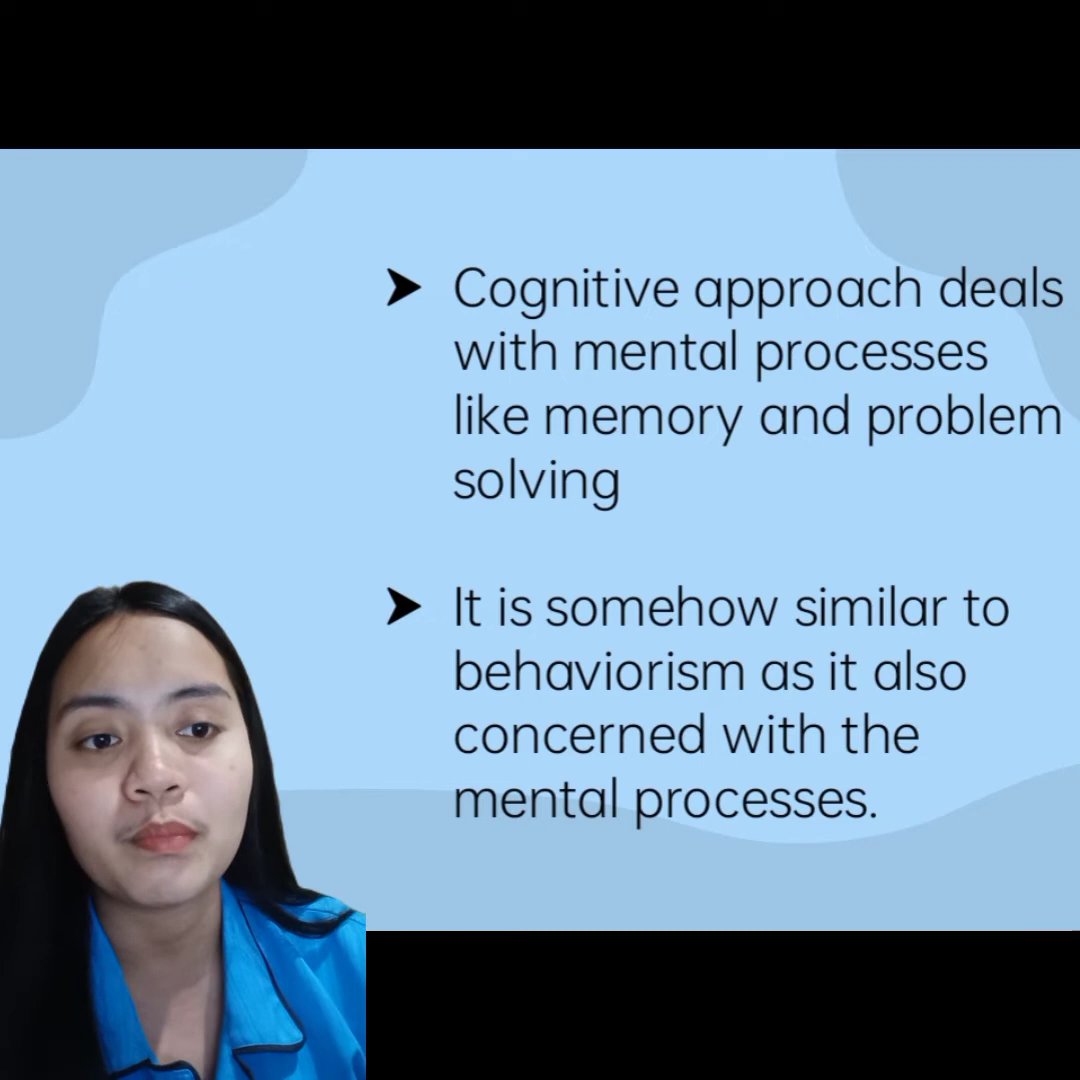 Cognitive approach deals
with mental processes
like memory and problem
solving
It is somehow similar to
behaviorism as it also
concerned with the
mental processes.